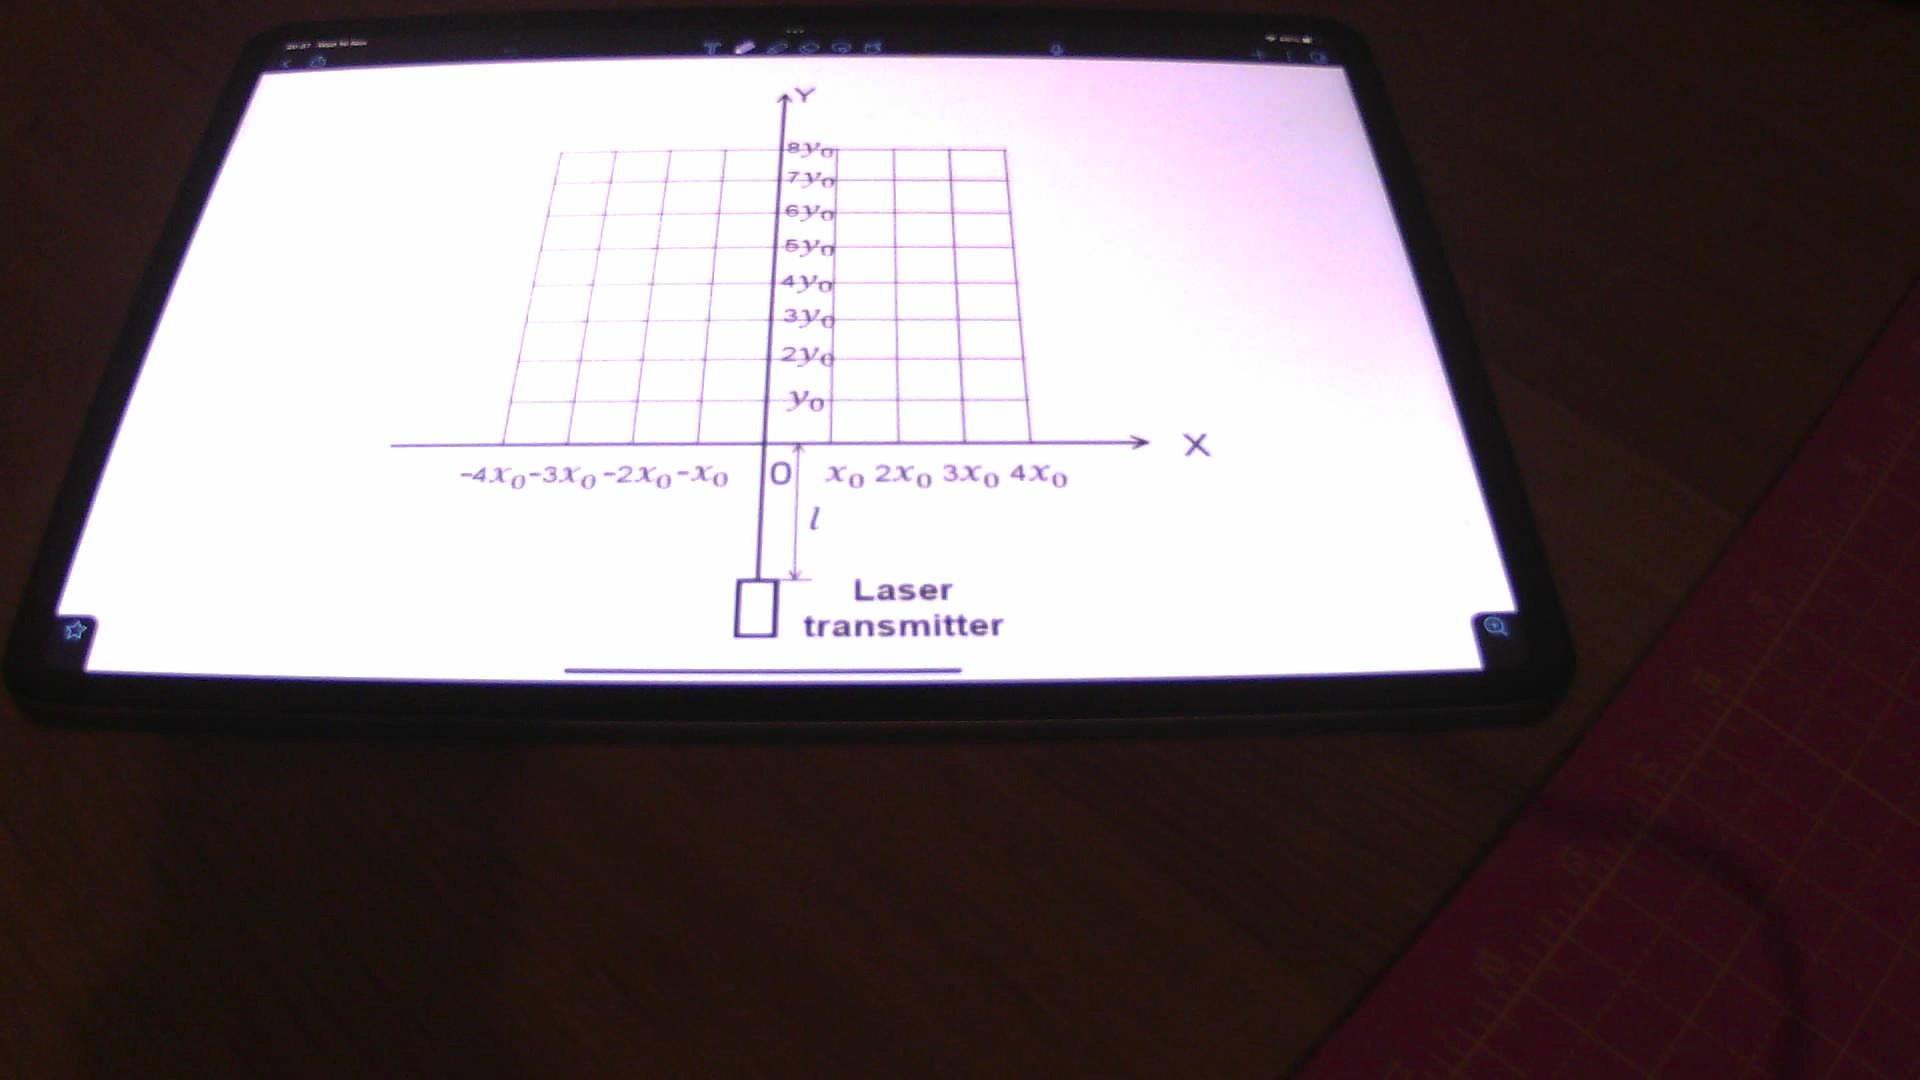 Y
8y₀
7y₀
6y₀
5y₀
4y₀
3y₀
2y₀
y₀
X
-4x₀ -3x₀ -2x₀ -x₀ O x₀ 2x₀ 3x₀ 4x₀
l
Laser
transmitter